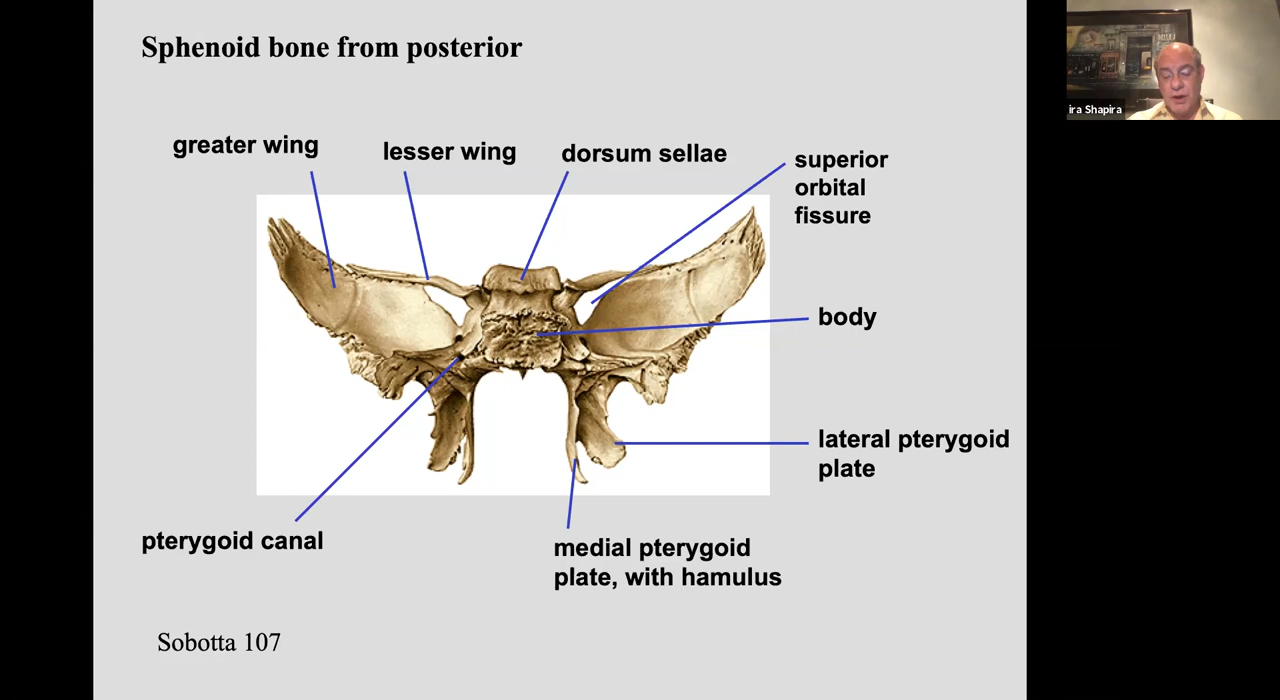 Sphenoid bone from posterior
greater wing
lesser wing
dorsum sellae
superior
orbital
fissure
body
lateral pterygoid
plate
pterygoid canal
medial pterygoid
plate, with hamulus
Sobotta 107
ira Shapira